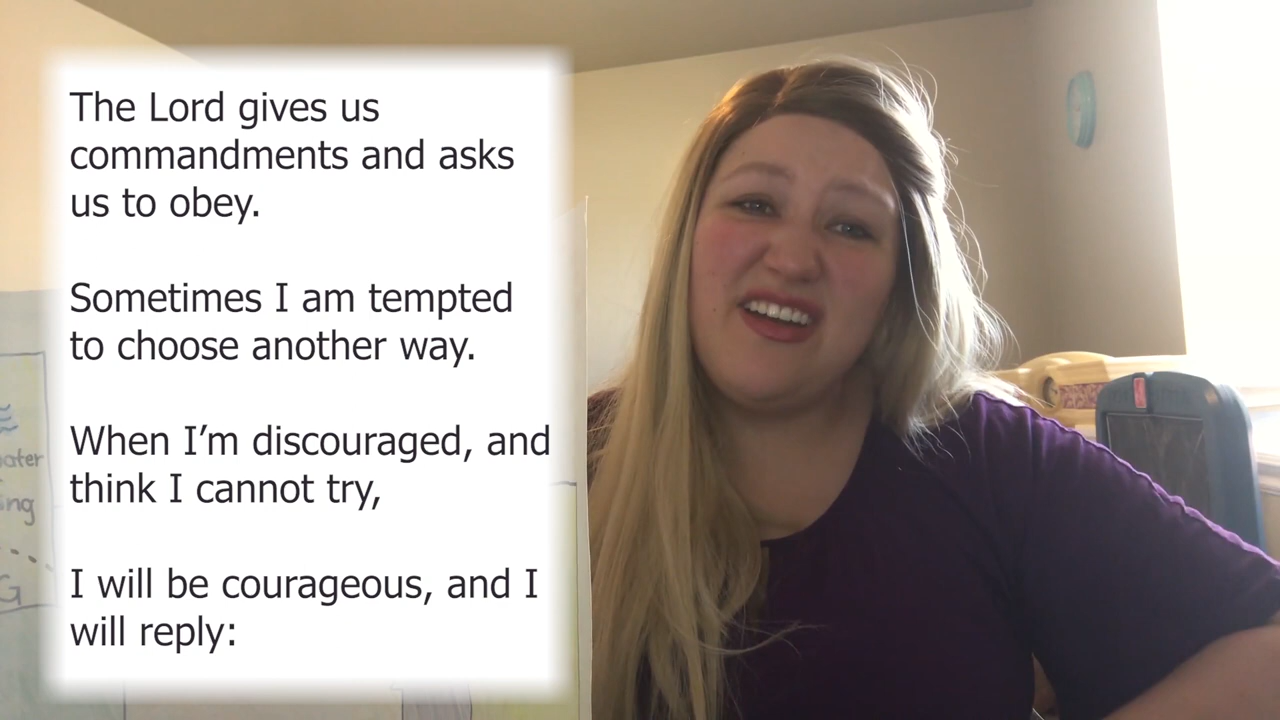 The Lord gives us
commandments and asks
us to obey.
Sometimes I am tempted
to choose another way.
When I’m discouraged, and
think I cannot try,
I will be courageous, and I
will reply:
G